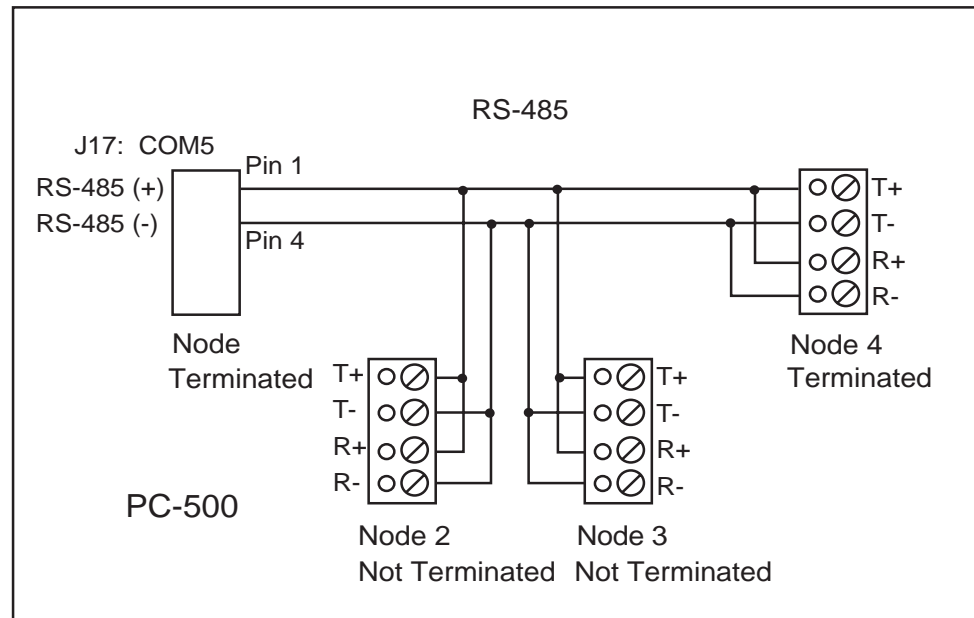 RS-485
J17: COM5
Pin 1
RS-485 (+)
RS-485 (-)
Pin 4
T+
T-
R+
R-
Node
Terminated
Node 4
Terminated
T+
T-
R+
R-
T+
T-
R+
R-
PC-500
Node 2
Not Terminated
Node 3
Not Terminated